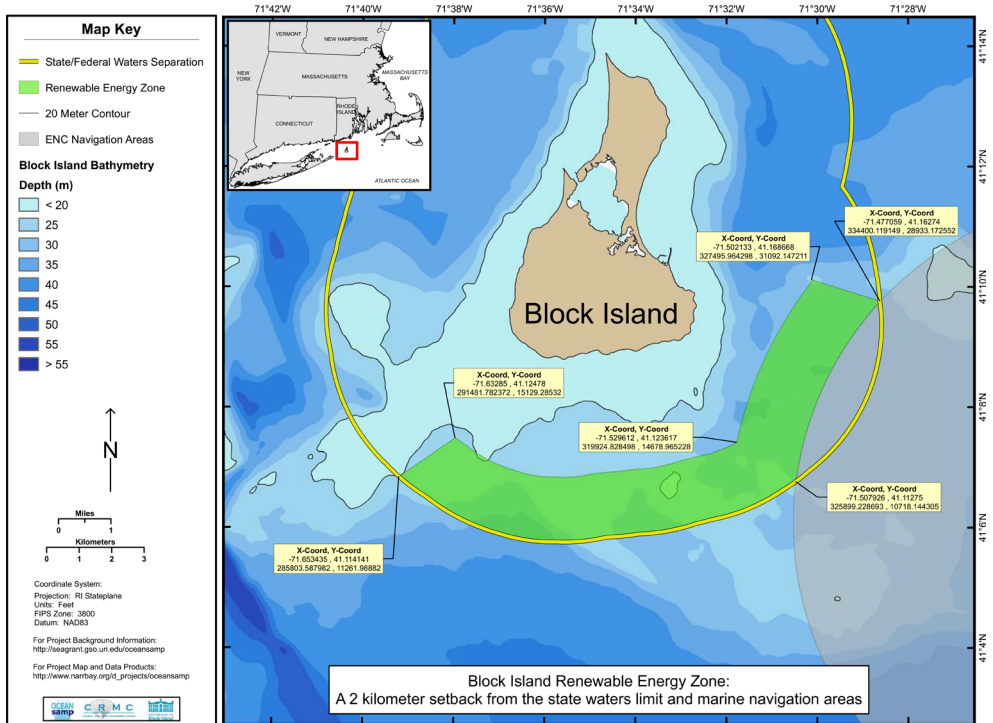 Map Key
State/Federal Waters Separation
Renewable Energy Zone
20 Meter Contour
ENC Navigation Areas
Block Island Bathymetry
Depth (m)
< 20
25
30
35
40
45
50
55
> 55
N
Miles
0 1
Kilometers
0 1 2 3
Coordinate System:
Projection: RI Stateplane
Units: Feet
FIPS Zone: 3800
Datum: NAD83
For Project Background Information:
http://seagrant.gso.uri.edu/oceansamp
For Project Map and Data Products:
http://www.narrbay.org/d_projects/oceansamp
OCEAN
samp
CRMC
71°42'W 71°40'W 71°38'W 71°36'W 71°34'W 71°32'W 71°30'W 71°28'W
41°14'N
41°12'N
41°10'N
41°8'N
41°6'N
41°4'N
VERMONT
NEW HAMPSHIRE
NEW
YORK
MASSACHUSETTS
MASSACHUSETTS
BAY
CONNECTICUT
RHODE
ISLAND
ATLANTIC OCEAN
X-Coord, Y-Coord
-71.477059 , 41.16274
334400.119149 , 28933.172552
X-Coord, Y-Coord
-71.502133 , 41.168668
327495.964298 , 31092.147211
Block Island
X-Coord, Y-Coord
-71.63285 , 41.12478
291481.782372 , 15129.28532
X-Coord, Y-Coord
-71.529612 , 41.123617
319924.828498 , 14678.965228
X-Coord, Y-Coord
-71.507926 , 41.11275
325899.228693 , 10718.144305
X-Coord, Y-Coord
-71.653435 , 41.114141
285803.587982 , 11261.98882
Block Island Renewable Energy Zone:
A 2 kilometer setback from the state waters limit and marine navigation areas